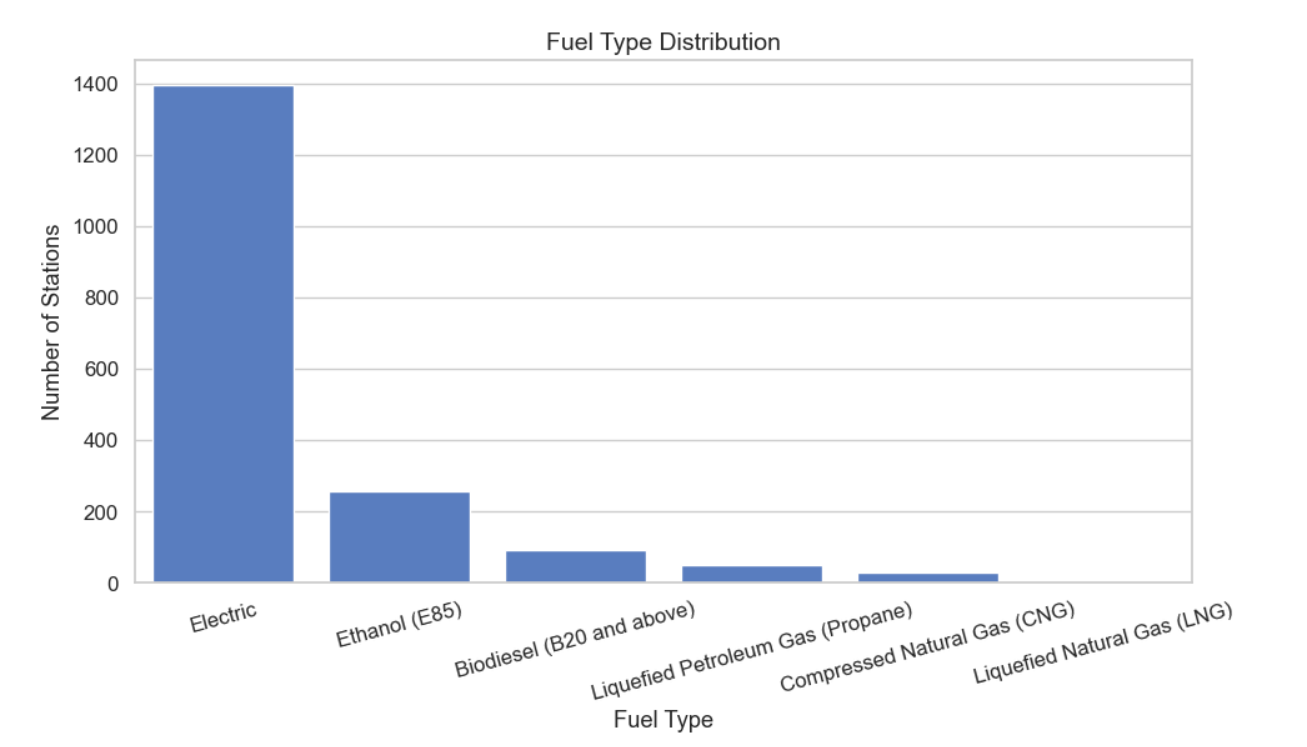 Fuel Type Distribution
Number of Stations
1400
1200
1000
800
600
400
200
0
Electric
Ethanol (E85)
Biodiesel (B20 and above)
Liquefied Petroleum Gas (Propane)
Compressed Natural Gas (CNG)
Liquefied Natural Gas (LNG)
Fuel Type